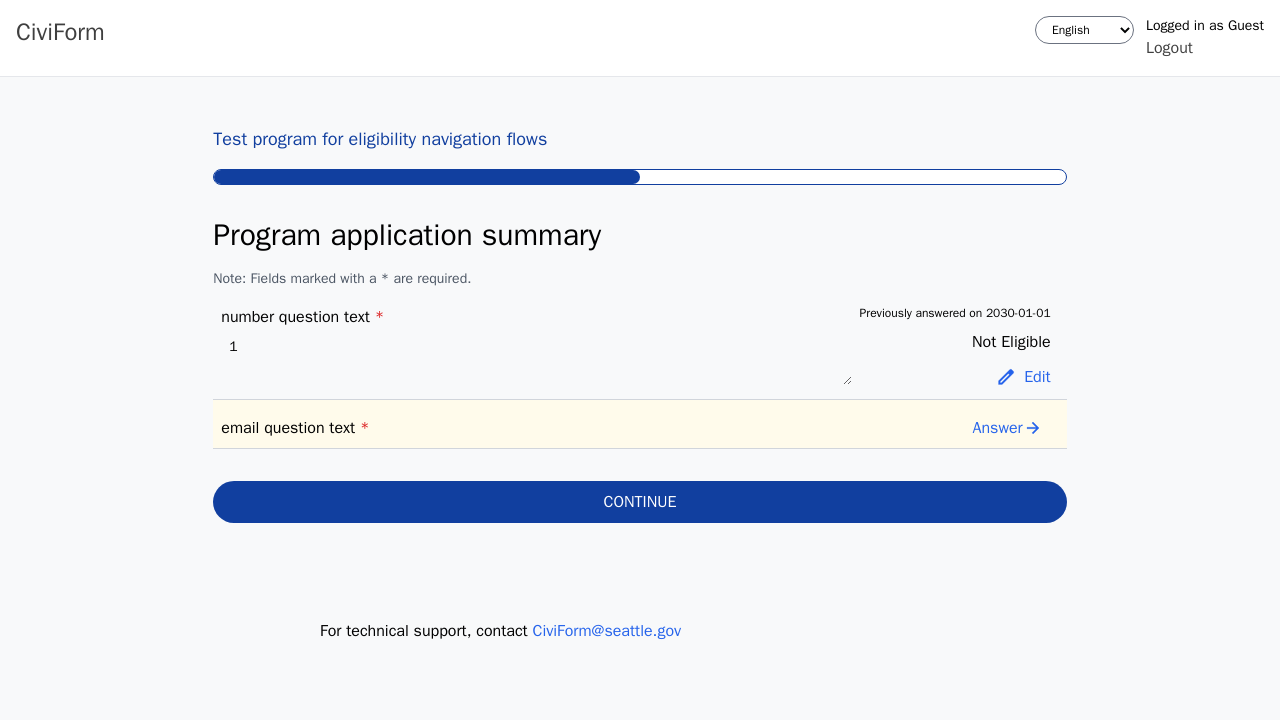 CiviForm
English
Logged in as Guest
Logout
Test program for eligibility navigation flows
Program application summary
Note: Fields marked with a * are required.
number question text *
Previously answered on 2030-01-01
1
Not Eligible
Edit
email question text *
Answer
CONTINUE
For technical support, contact CiviForm@seattle.gov